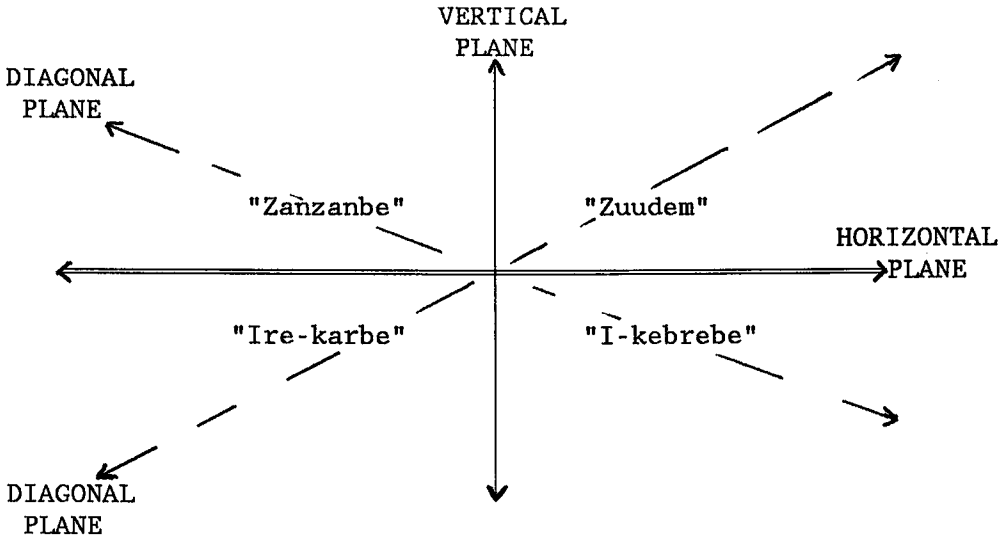 VERTICAL
PLANE
DIAGONAL
PLANE
"Zanzanbe"
"Zuudem"
HORIZONTAL
PLANE
"Ire-karbe"
"I-kebrebe"
DIAGONAL
PLANE